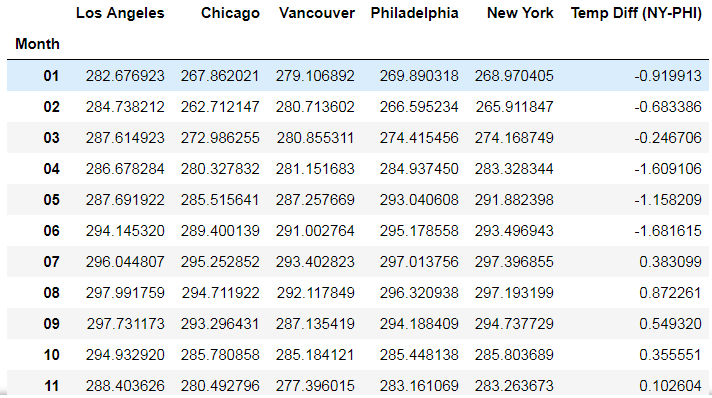 Los Angeles Chicago Vancouver Philadelphia New York Temp Diff (NY-PHI)
Month
01 282.676923 267.862021 279.106892 269.890318 268.970405 -0.919913
02 284.738212 262.712147 280.713602 266.595234 265.911847 -0.683386
03 287.614923 272.986255 280.855311 274.415456 274.168749 -0.246706
04 286.678284 280.327832 281.151683 284.937450 283.328344 -1.609106
05 287.691922 285.515641 287.257669 293.040608 291.882398 -1.158209
06 294.145320 289.400139 291.002764 295.178558 293.496943 -1.681615
07 296.044807 295.252852 293.402823 297.013756 297.396855 0.383099
08 297.991759 294.711922 292.117849 296.320938 297.193199 0.872261
09 297.731173 293.296431 287.135419 294.188409 294.737729 0.549320
10 294.932920 285.780858 285.184121 285.448138 285.803689 0.355551
11 288.403626 280.492796 277.396015 283.161069 283.263673 0.102604